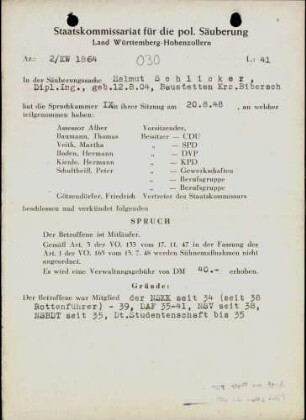 Staatskommissariat für die pol. Säuberung
Land Württemberg-Hohenzollern
Az.: 2/KW 1864 030 L: 41
In der Säuberungssache Helmut Schlicker,
Dipl.Ing., geb.12.8.04, Baustetten Krs.Biberach
hat die Spruchkammer IX in ihrer Sitzung am 20.8.48, an welcher
teilgenommen haben:
Assessor Alber Vorsitzender,
Baumann, Thomas Beisitzer — CDU
Veith, Martha „ — SPD
Boden, Hermann „ — DVP
Kienle, Hermann „ — KPD
Schultheiß, Peter „ — Gewerkschaften
„ — Berufsgruppe
„ — Berufsgruppe
Götzendörfer, Friedrich Vertreter des Staatskommissars
beschlossen und verkündet folgenden
SPRUCH
Der Betroffene ist Mitläufer.
Gemäß Art. 3 der VO. 133 vom 17. 11. 47 in der Fassung des
Art. 1 der VO. 165 vom 13. 7. 48 werden Sühnemaßnahmen nicht
angeordnet.
Es wird eine Verwaltungsgebühr von DM 40.- erhoben.
Gründe:
Der Betroffene war Mitglied der NSKK seit 34 (seit 38
Rottenführer) - 39, DAF 35-41, NSV seit 38,
NSBDT seit 35, Dt.Studentenschaft bis 35